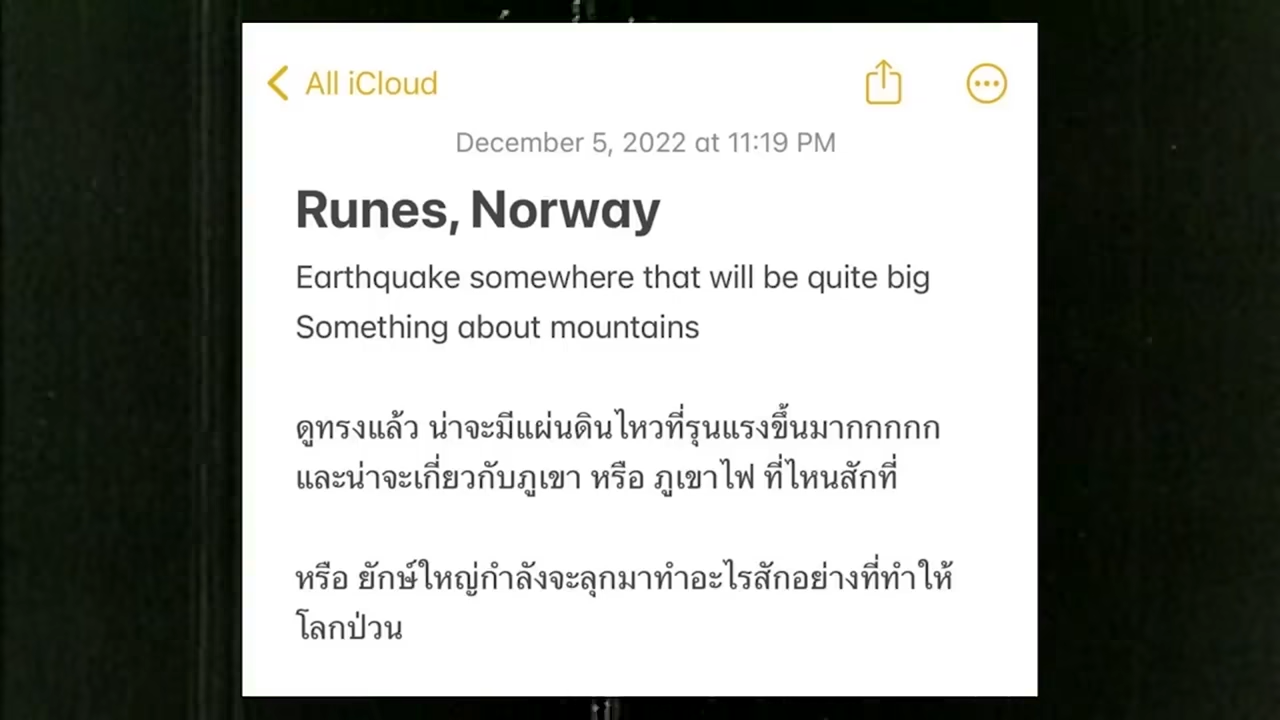 All iCloud
December 5, 2022 at 11:19 PM
Runes, Norway
Earthquake somewhere that will be quite big
Something about mountains
ดูทรงแล้ว น่าจะมีแผ่นดินไหวที่รุนแรงขึ้นมากกกกก
และน่าจะเกี่ยวกับภูเขา หรือ ภูเขาไฟ ที่ไหนสักที่
หรือ ยักษ์ใหญ่กำลังจะลุกมาทำอะไรสักอย่างที่ทำให้
โลกป่วน